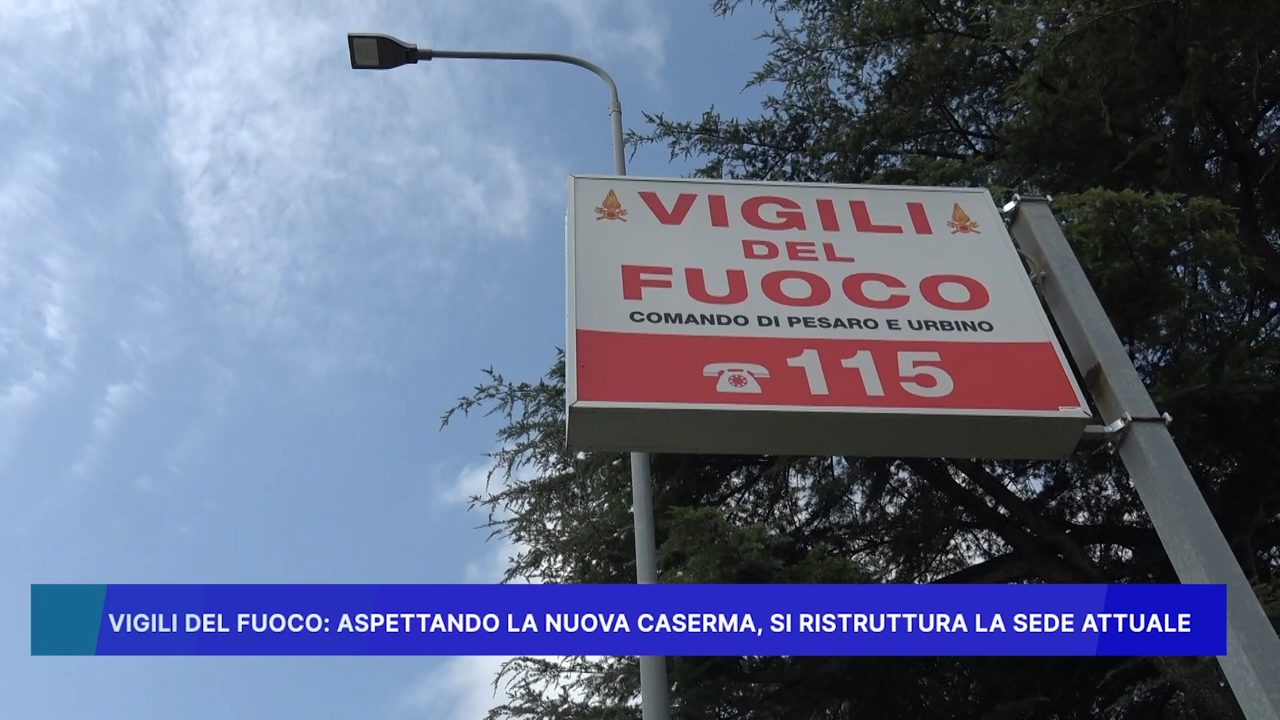 VIGILI
DEL
FUOCO
COMANDO DI PESARO E URBINO
115
VIGILI DEL FUOCO: ASPETTANDO LA NUOVA CASERMA, SI RISTRUTTURA LA SEDE ATTUALE